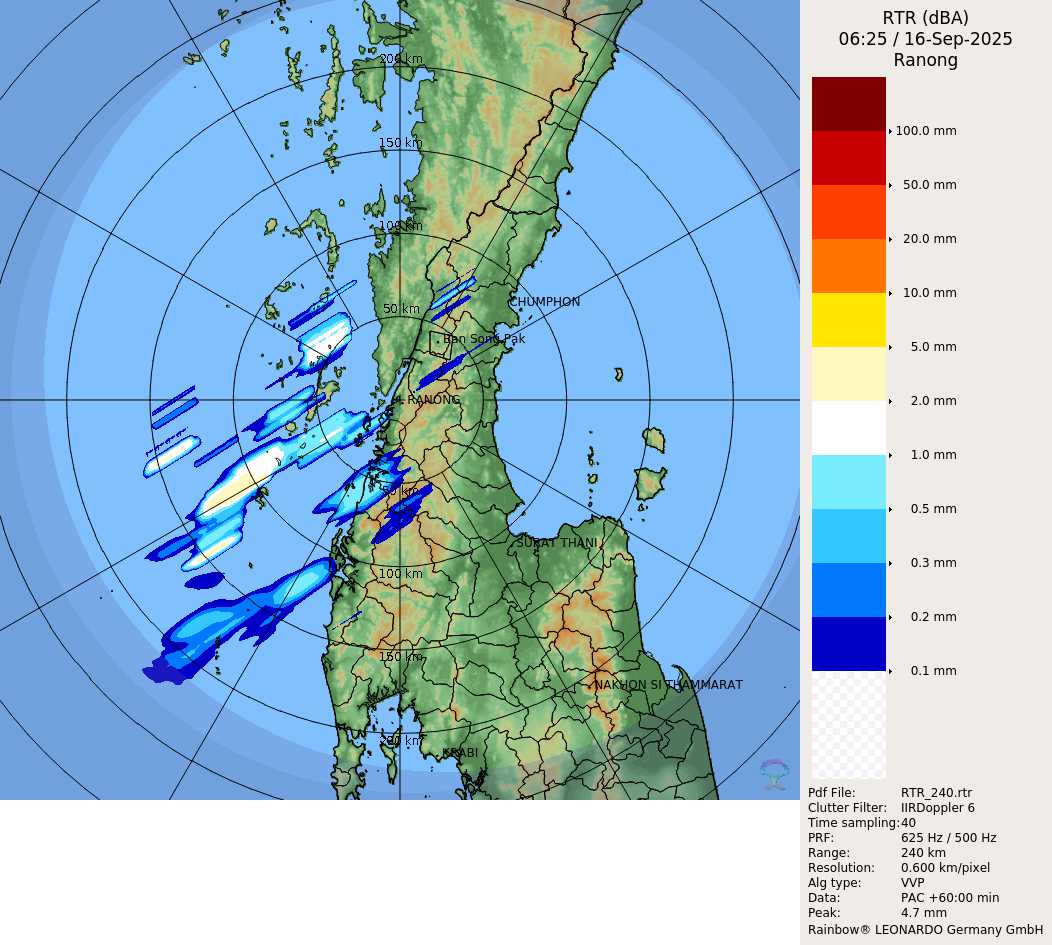 RTR (dBA)
06:25 / 16-Sep-2025
Ranong
200 km
150 km
100 km
50 km
CHUMPHON
Ban Song Pak
RANONG
50 km
SURAT THANI
100 km
150 km
NAKHON SI THAMMARAT
200 km
KRABI
100.0 mm
50.0 mm
20.0 mm
10.0 mm
5.0 mm
2.0 mm
1.0 mm
0.5 mm
0.3 mm
0.2 mm
0.1 mm
Pdf File: RTR_240.rtr
Clutter Filter: IIRDoppler 6
Time sampling:40
PRF: 625 Hz / 500 Hz
Range: 240 km
Resolution: 0.600 km/pixel
Alg type: VVP
Data: PAC +60:00 min
Peak: 4.7 mm
Rainbow® LEONARDO Germany GmbH